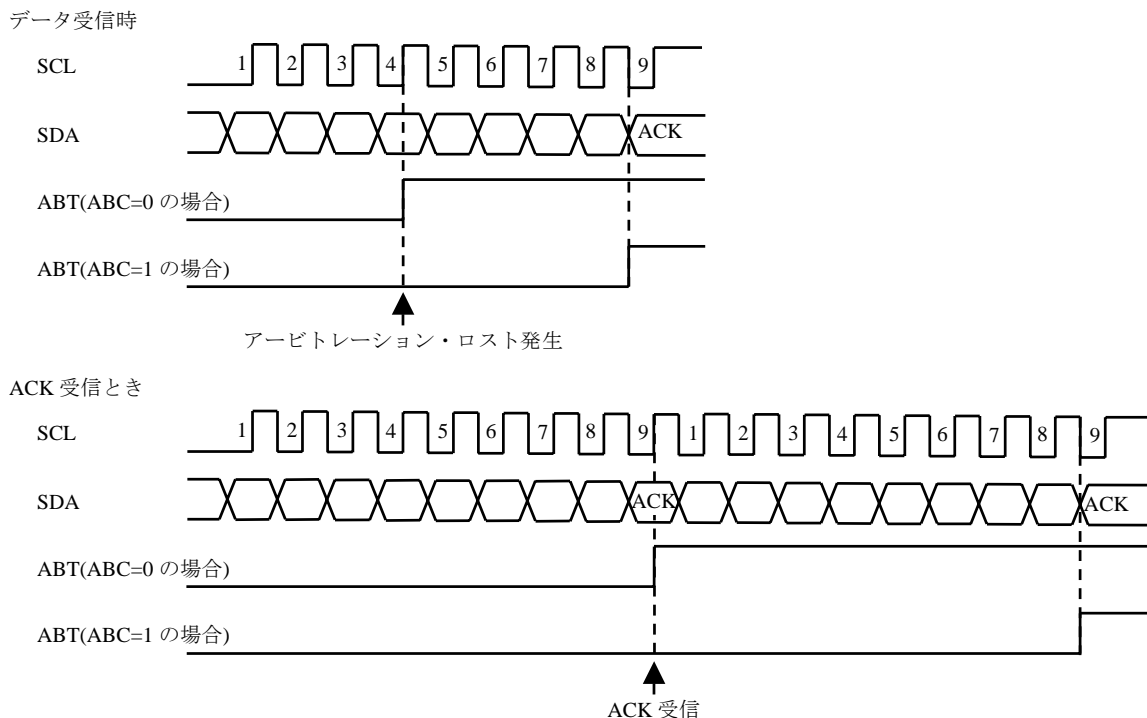 データ受信時
SCL 1 2 3 4 5 6 7 8 9
SDA ACK
ABT(ABC=0 の場合)
ABT(ABC=1 の場合)
アービトレーション・ロスト発生
ACK 受信とき
SCL 1 2 3 4 5 6 7 8 9 1 2 3 4 5 6 7 8 9
SDA ACK ACK
ABT(ABC=0 の場合)
ABT(ABC=1 の場合)
ACK 受信